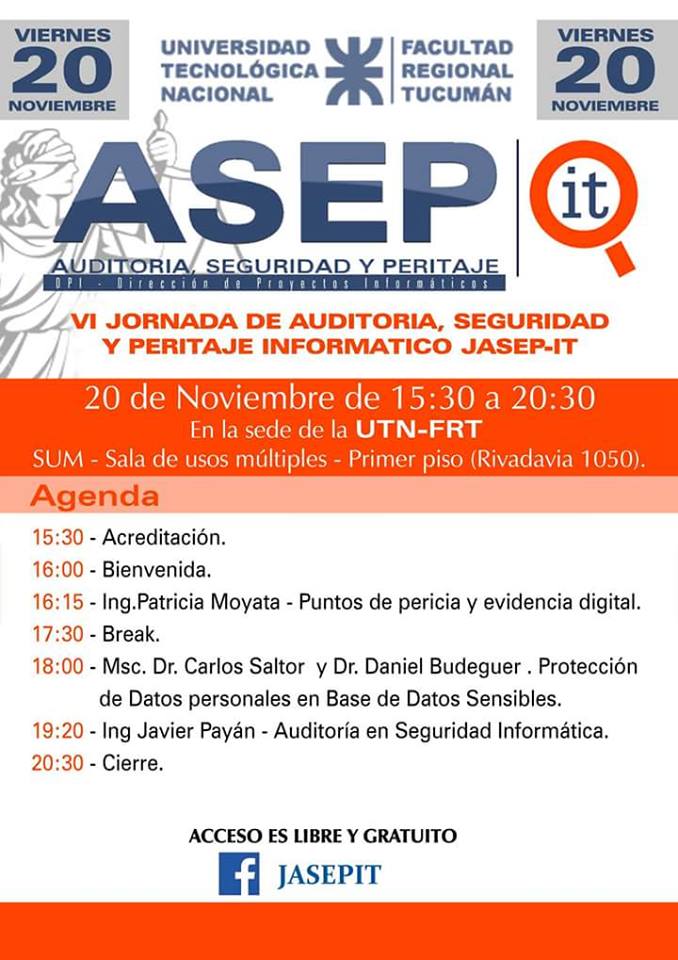 VIERNES
20
NOVIEMBRE
UNIVERSIDAD
TECNOLÓGICA
NACIONAL
FACULTAD
REGIONAL
TUCUMÁN
VIERNES
20
NOVIEMBRE
ASEP
it
AUDITORIA, SEGURIDAD Y PERITAJE
DPI - Dirección de Proyectos Informáticos
VI JORNADA DE AUDITORIA, SEGURIDAD
Y PERITAJE INFORMATICO JASEP-IT
20 de Noviembre de 15:30 a 20:30
En la sede de la UTN-FRT
SUM - Sala de usos múltiples - Primer piso (Rivadavia 1050).
Agenda
15:30 - Acreditación.
16:00 - Bienvenida.
16:15 - Ing.Patricia Moyata - Puntos de pericia y evidencia digital.
17:30 - Break.
18:00 - Msc. Dr. Carlos Saltor y Dr. Daniel Budeguer . Protección
de Datos personales en Base de Datos Sensibles.
19:20 - Ing Javier Payán - Auditoría en Seguridad Informática.
20:30 - Cierre.
ACCESO ES LIBRE Y GRATUITO
f JASEPIT